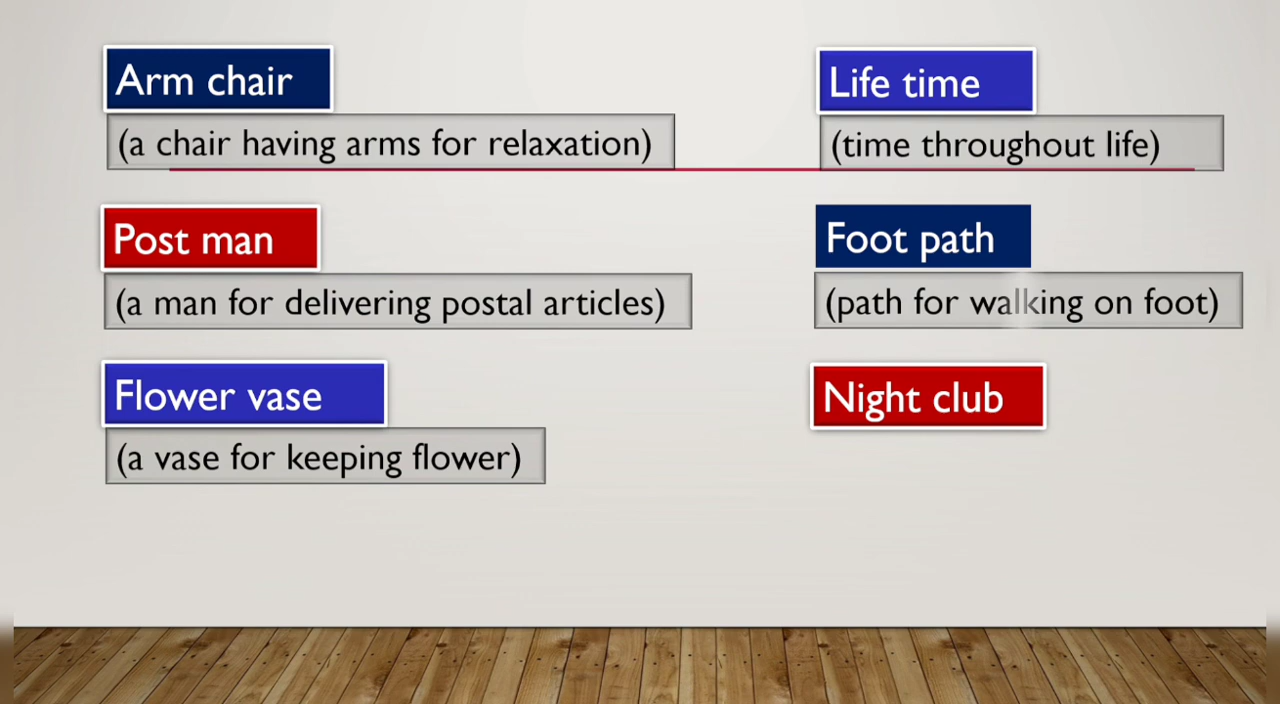 Arm chair
(a chair having arms for relaxation)
Post man
(a man for delivering postal articles)
Flower vase
(a vase for keeping flower)
Life time
(time throughout life)
Foot path
(path for walking on foot)
Night club